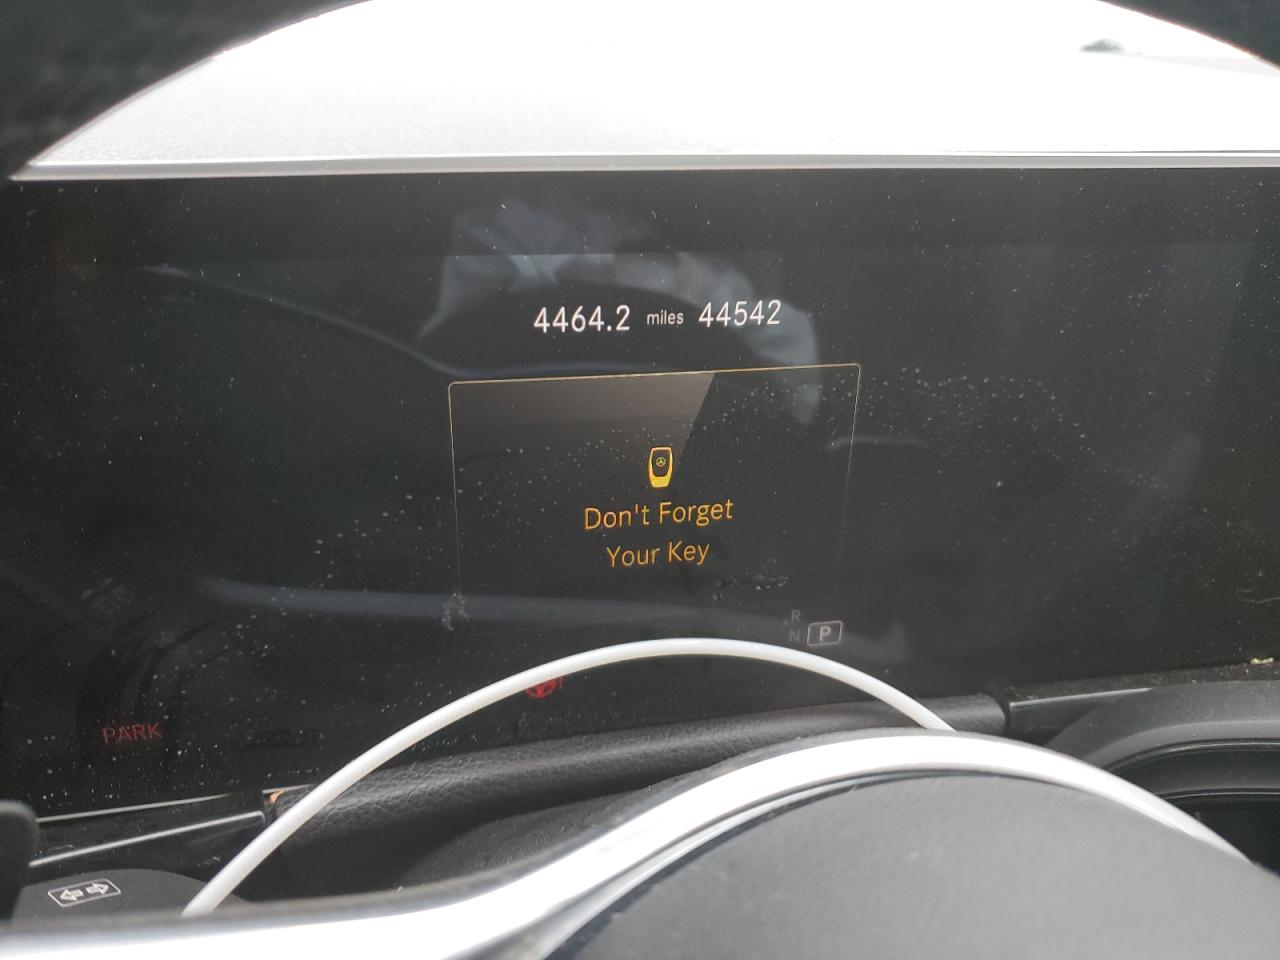 4464.2 miles 44542
Don't Forget
Your Key
R
N P
PARK